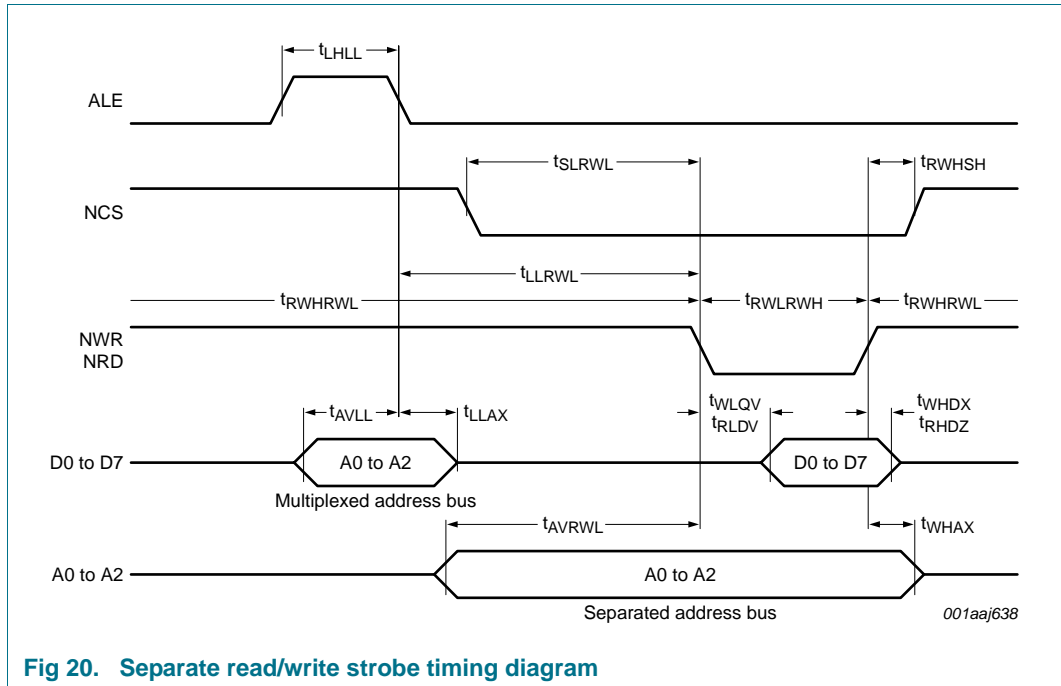 tLHLL
ALE
tSLRWL
tRWHSH
NCS
tLLRWL
tRWHRWL
tRWLRWH
tRWHRWL
NWR
NRD
tAVLL
tLLAX
tWLQV
tRLDV
tWHDX
tRHDZ
D0 to D7
A0 to A2
D0 to D7
Multiplexed address bus
tAVRWL
tWHAX
A0 to A2
A0 to A2
Separated address bus
001aaj638
Fig 20. Separate read/write strobe timing diagram